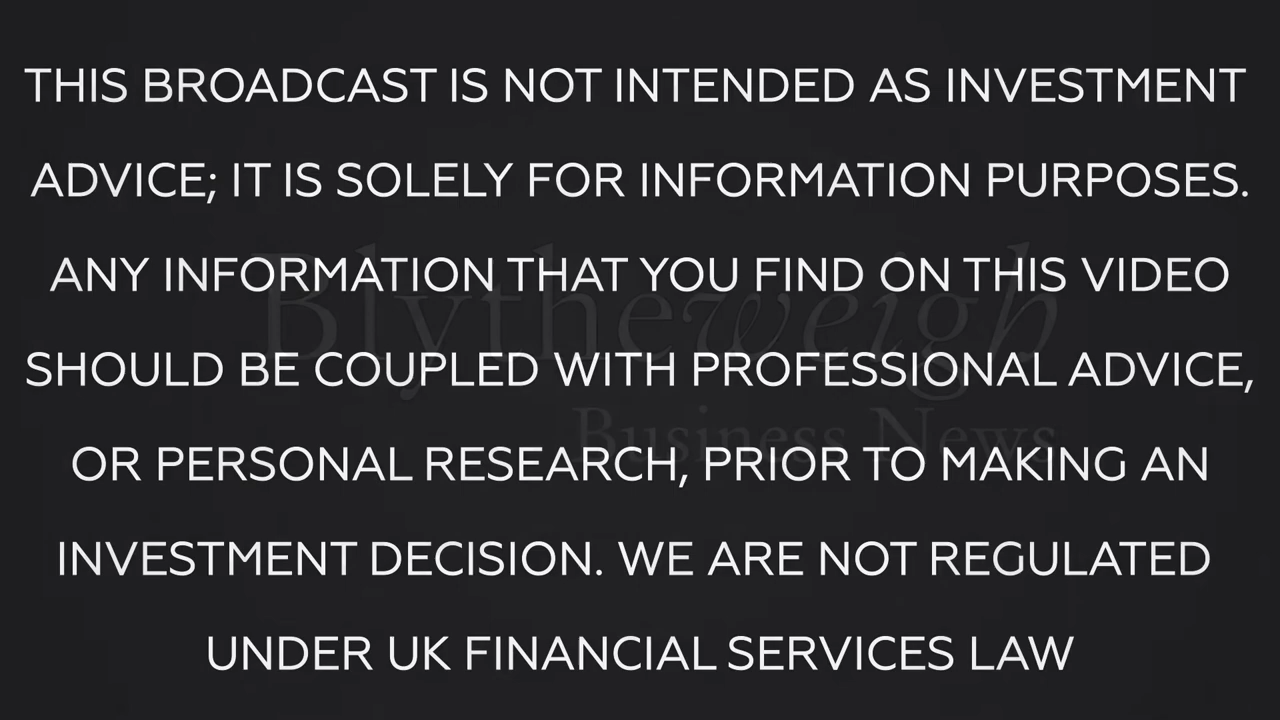 THIS BROADCAST IS NOT INTENDED AS INVESTMENT
ADVICE; IT IS SOLELY FOR INFORMATION PURPOSES.
ANY INFORMATION THAT YOU FIND ON THIS VIDEO
SHOULD BE COUPLED WITH PROFESSIONAL ADVICE,
OR PERSONAL RESEARCH, PRIOR TO MAKING AN
INVESTMENT DECISION. WE ARE NOT REGULATED
UNDER UK FINANCIAL SERVICES LAW
Blytheweigh
Business News